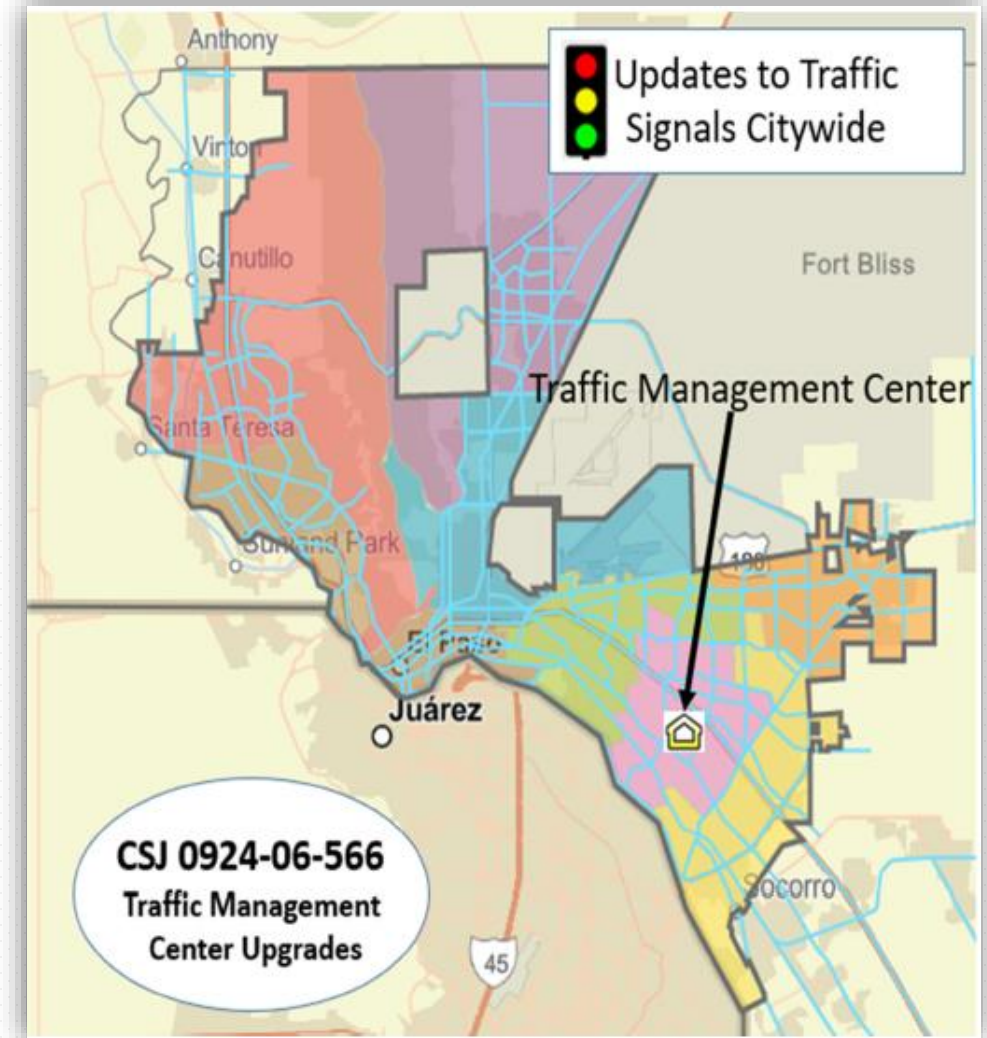 Anthony
Updates to Traffic
Signals Citywide
Vinton
Canutillo
Fort Bliss
Traffic Management Center
Santa Teresa
Sunland Park
El Paso
Juárez
CSJ 0924-06-566
Traffic Management
Center Upgrades
Socorro
45